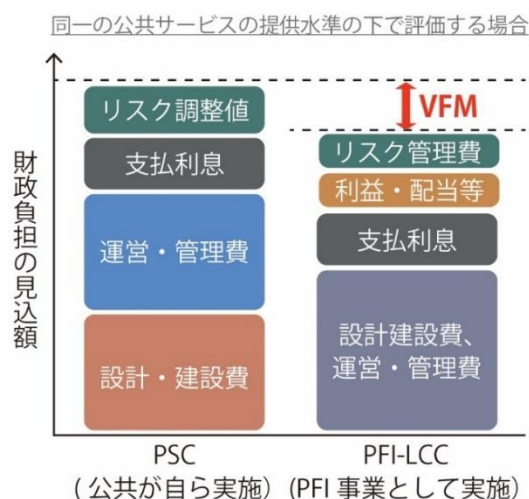 同一の公共サービスの提供水準の下で評価する場合
財政負担の見込額
リスク調整値
支払利息
運営・管理費
設計・建設費
VFM
リスク管理費
利益・配当等
支払利息
設計建設費、
運営・管理費
PSC
(公共が自ら実施)
PFI-LCC
(PFI 事業として実施)